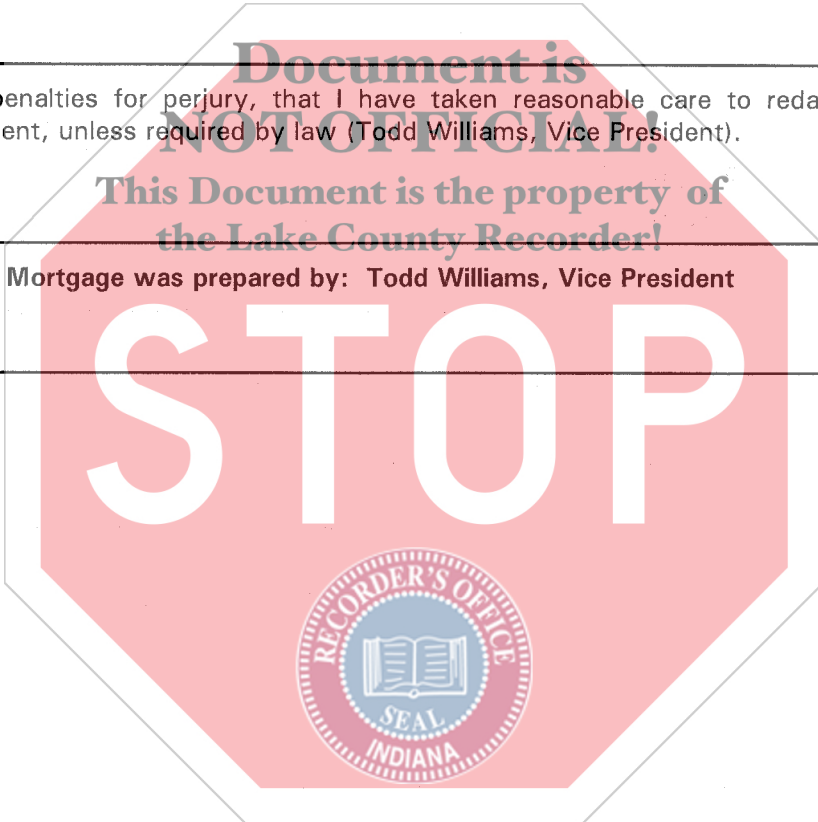 Document is
penalties for perjury, that I have taken reasonable care to reda
ent, unless required by law (Todd Williams, Vice President).
NOT OFFICIAL!
This Document is the property of
the Lake County Recorder!
Mortgage was prepared by: Todd Williams, Vice President
STOP
RECORDER'S OFFICE
SEAL
INDIANA